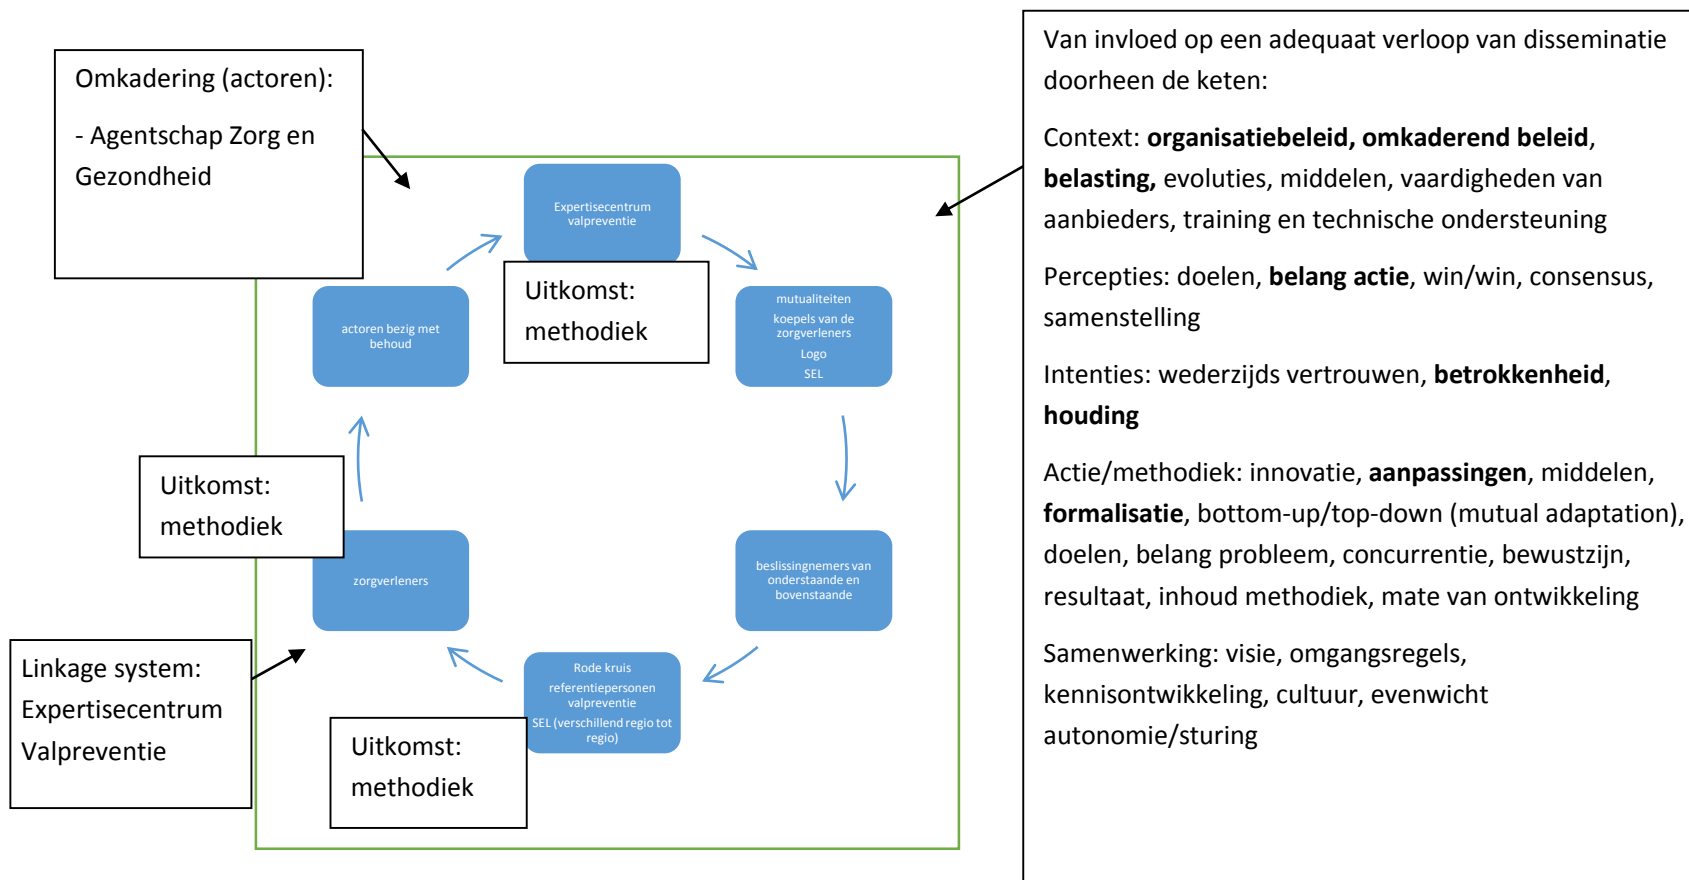 Omkadering (actoren):
- Agentschap Zorg en
Gezondheid
Expertisecentrum
valpreventie
Uitkomst:
methodiek
mutualiteiten
koepels van de
zorgverleners
Logo
SEL
actoren bezig met
behoud
Uitkomst:
methodiek
zorgverleners
beslissingnemers van
onderstaande en
bovenstaande
Linkage system:
Expertisecentrum
Valpreventie
Rode kruis
referentiepersonen
valpreventie
SEL (verschillend regio tot
regio)
Uitkomst:
methodiek
Van invloed op een adequaat verloop van disseminatie
doorheen de keten:
Context: organisatiebeleid, omkaderend beleid,
belasting, evoluties, middelen, vaardigheden van
aanbieders, training en technische ondersteuning
Percepties: doelen, belang actie, win/win, consensus,
samenstelling
Intenties: wederzijds vertrouwen, betrokkenheid,
houding
Actie/methodiek: innovatie, aanpassingen, middelen,
formalisatie, bottom-up/top-down (mutual adaptation),
doelen, belang probleem, concurrentie, bewustzijn,
resultaat, inhoud methodiek, mate van ontwikkeling
Samenwerking: visie, omgangsregels,
kennisontwikkeling, cultuur, evenwicht
autonomie/sturing